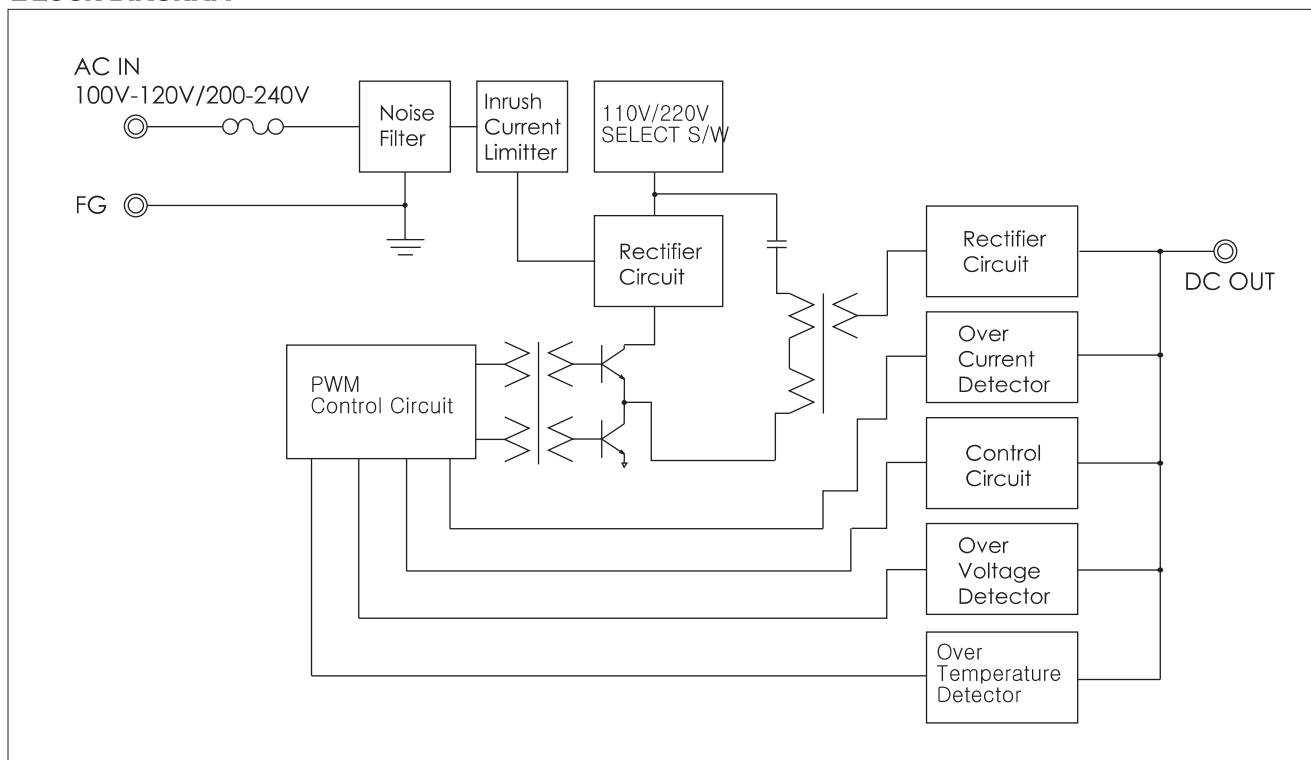 AC IN
100V-120V/200-240V
Noise
Filter
Inrush
Current
Limitter
110V/220V
SELECT S/W
FG
Rectifier
Circuit
Rectifier
Circuit
DC OUT
PWM
Control Circuit
Over
Current
Detector
Control
Circuit
Over
Voltage
Detector
Over
Temperature
Detector